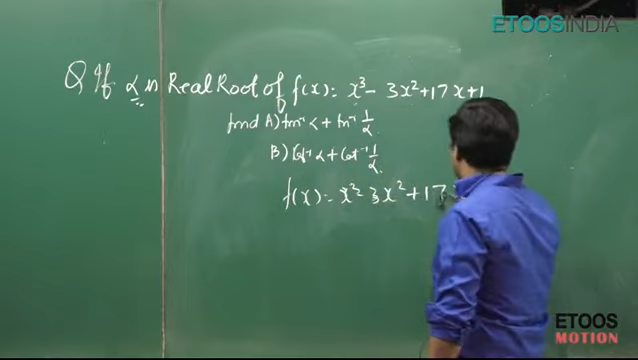 ETOOSINDIA
Q If α is Real Root of f(x) = x³ - 3x² + 17x + 1
find A) tan⁻¹ α + tan⁻¹ 1/α
B) Cot⁻¹ α + Cot⁻¹ 1/α
f(x) = x³ - 3x² + 17
ETOOS
MOTION